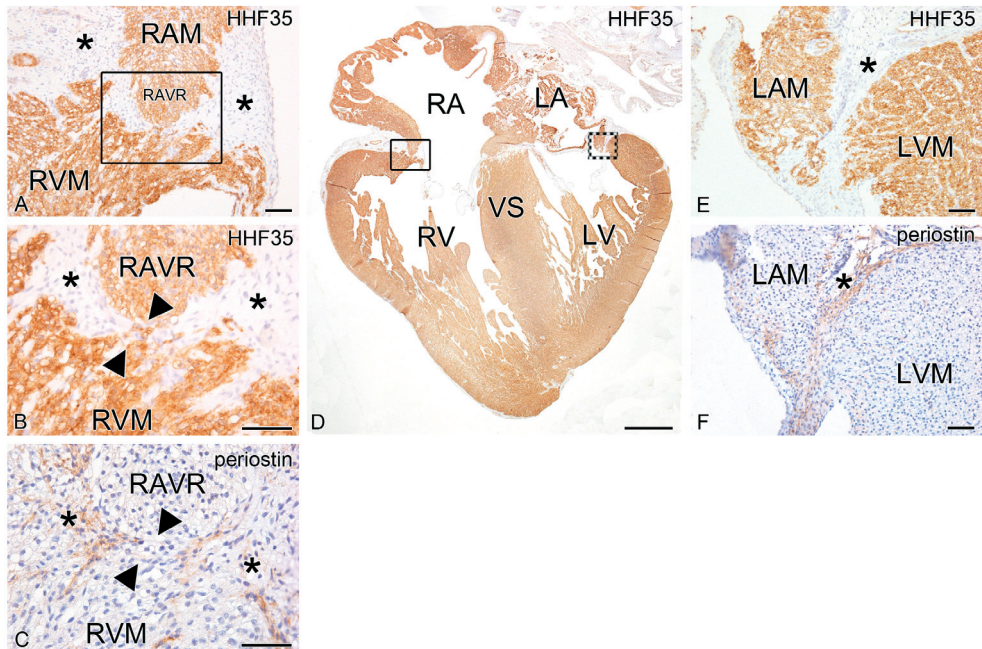 HHF35
*
RAM
RAVR
*
RVM
A
HHF35
RAVR
*
*
RVM
B
periostin
RAVR
*
*
RVM
C
HHF35
RA
LA
VS
RV
LV
D
HHF35
*
LAM
LVM
E
periostin
LAM
*
LVM
F